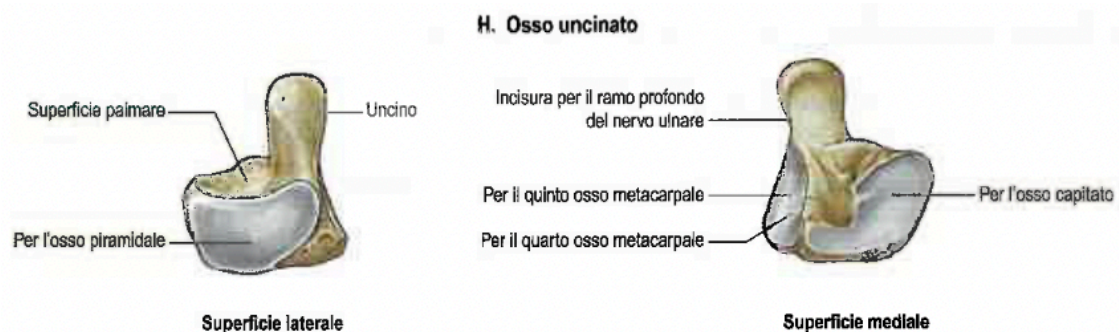 H. Osso uncinato
Superficie palmare
Uncino
Per l'osso piramidale
Superficie laterale
Incisura per il ramo profondo
del nervo ulnare
Per il quinto osso metacarpale
Per l'osso capitato
Per il quarto osso metacarpale
Superficie mediale